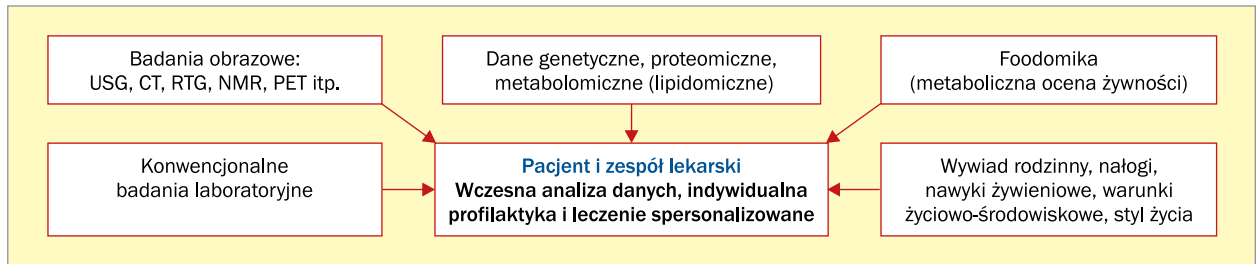 Badania obrazowe:
USG, CT, RTG, NMR, PET itp.
Dane genetyczne, proteomiczne,
metabolomiczne (lipidomiczne)
Foodomika
(metaboliczna ocena żywności)
Konwencjonalne
badania laboratoryjne
Pacjent i zespół lekarski
Wczesna analiza danych, indywidualna
profilaktyka i leczenie spersonalizowane
Wywiad rodzinny, nałogi,
nawyki żywieniowe, warunki
życiowo-środowiskowe, styl życia